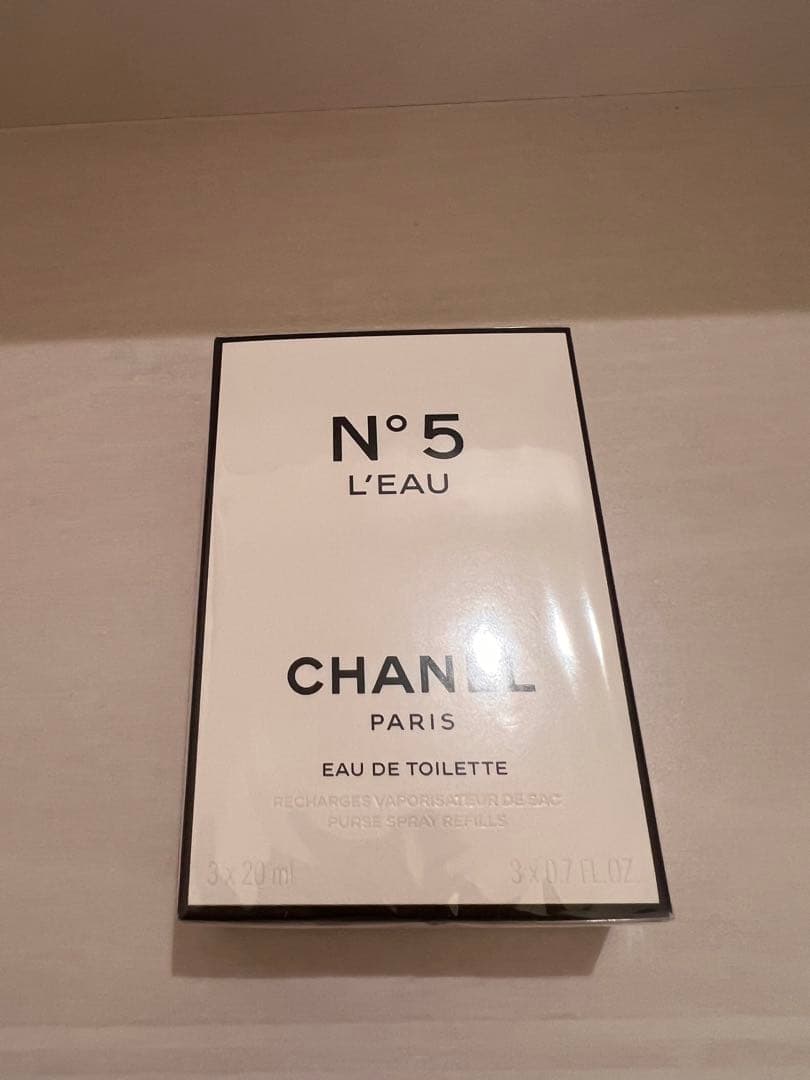 N° 5
L'EAU
CHANEL
PARIS
EAU DE TOILETTE
RECHARGES VAPORISATEUR DE SAC
PURSE SPRAY REFILLS
3 x 20 ml
3 x 0.7 FL.OZ.